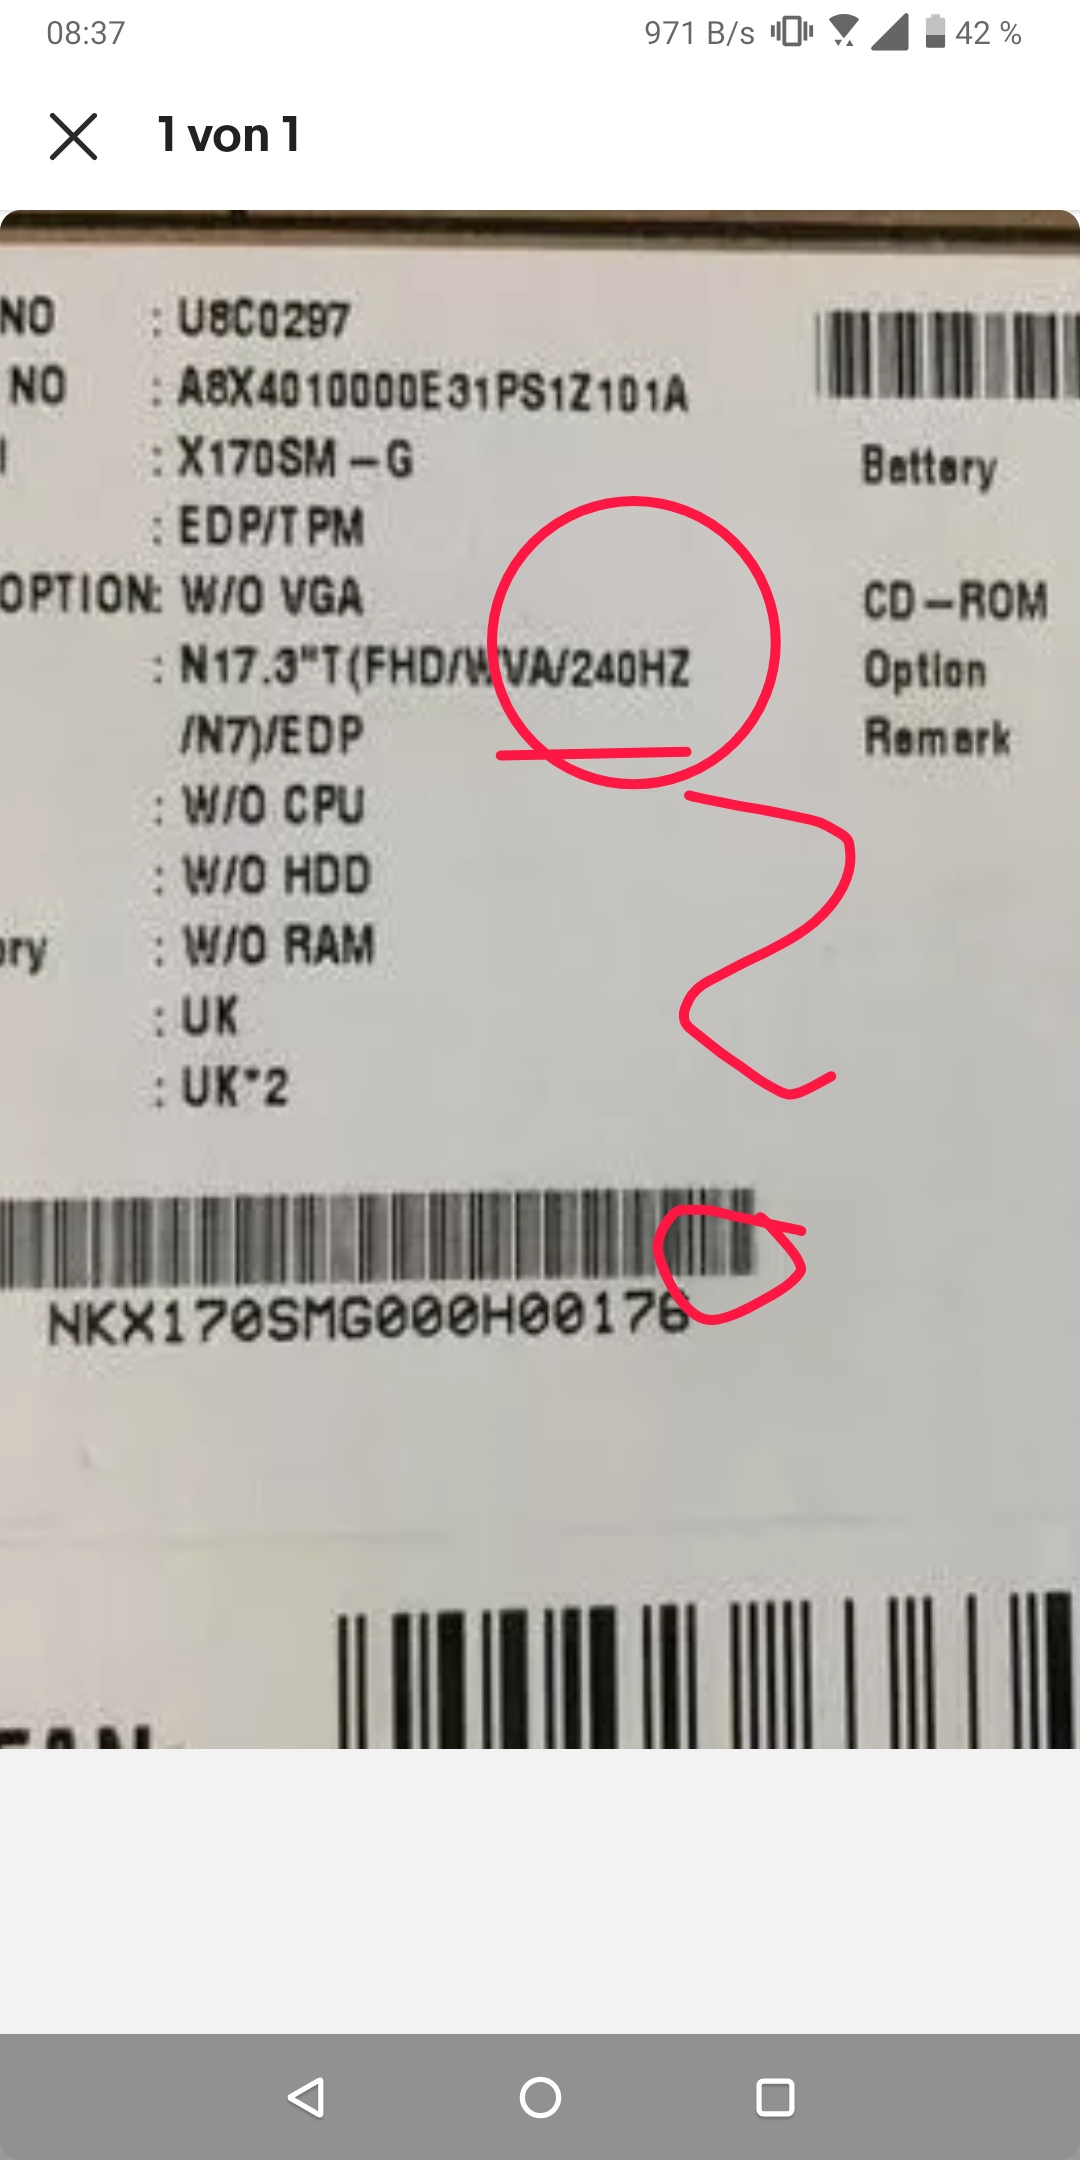 08:37
971 B/s
42 %
1 von 1
NO : U8C0297
NO : A8X4010000E31PS1Z101A
: X170SM-G
Battery
: EDP/TPM
OPTION: W/O VGA
CD-ROM
: N17.3"T(FHD/WVA/240HZ
Option
/N7)/EDP
Remark
: W/O CPU
: W/O HDD
ory : W/O RAM
: UK
: UK*2
NKX170SMG000H00176